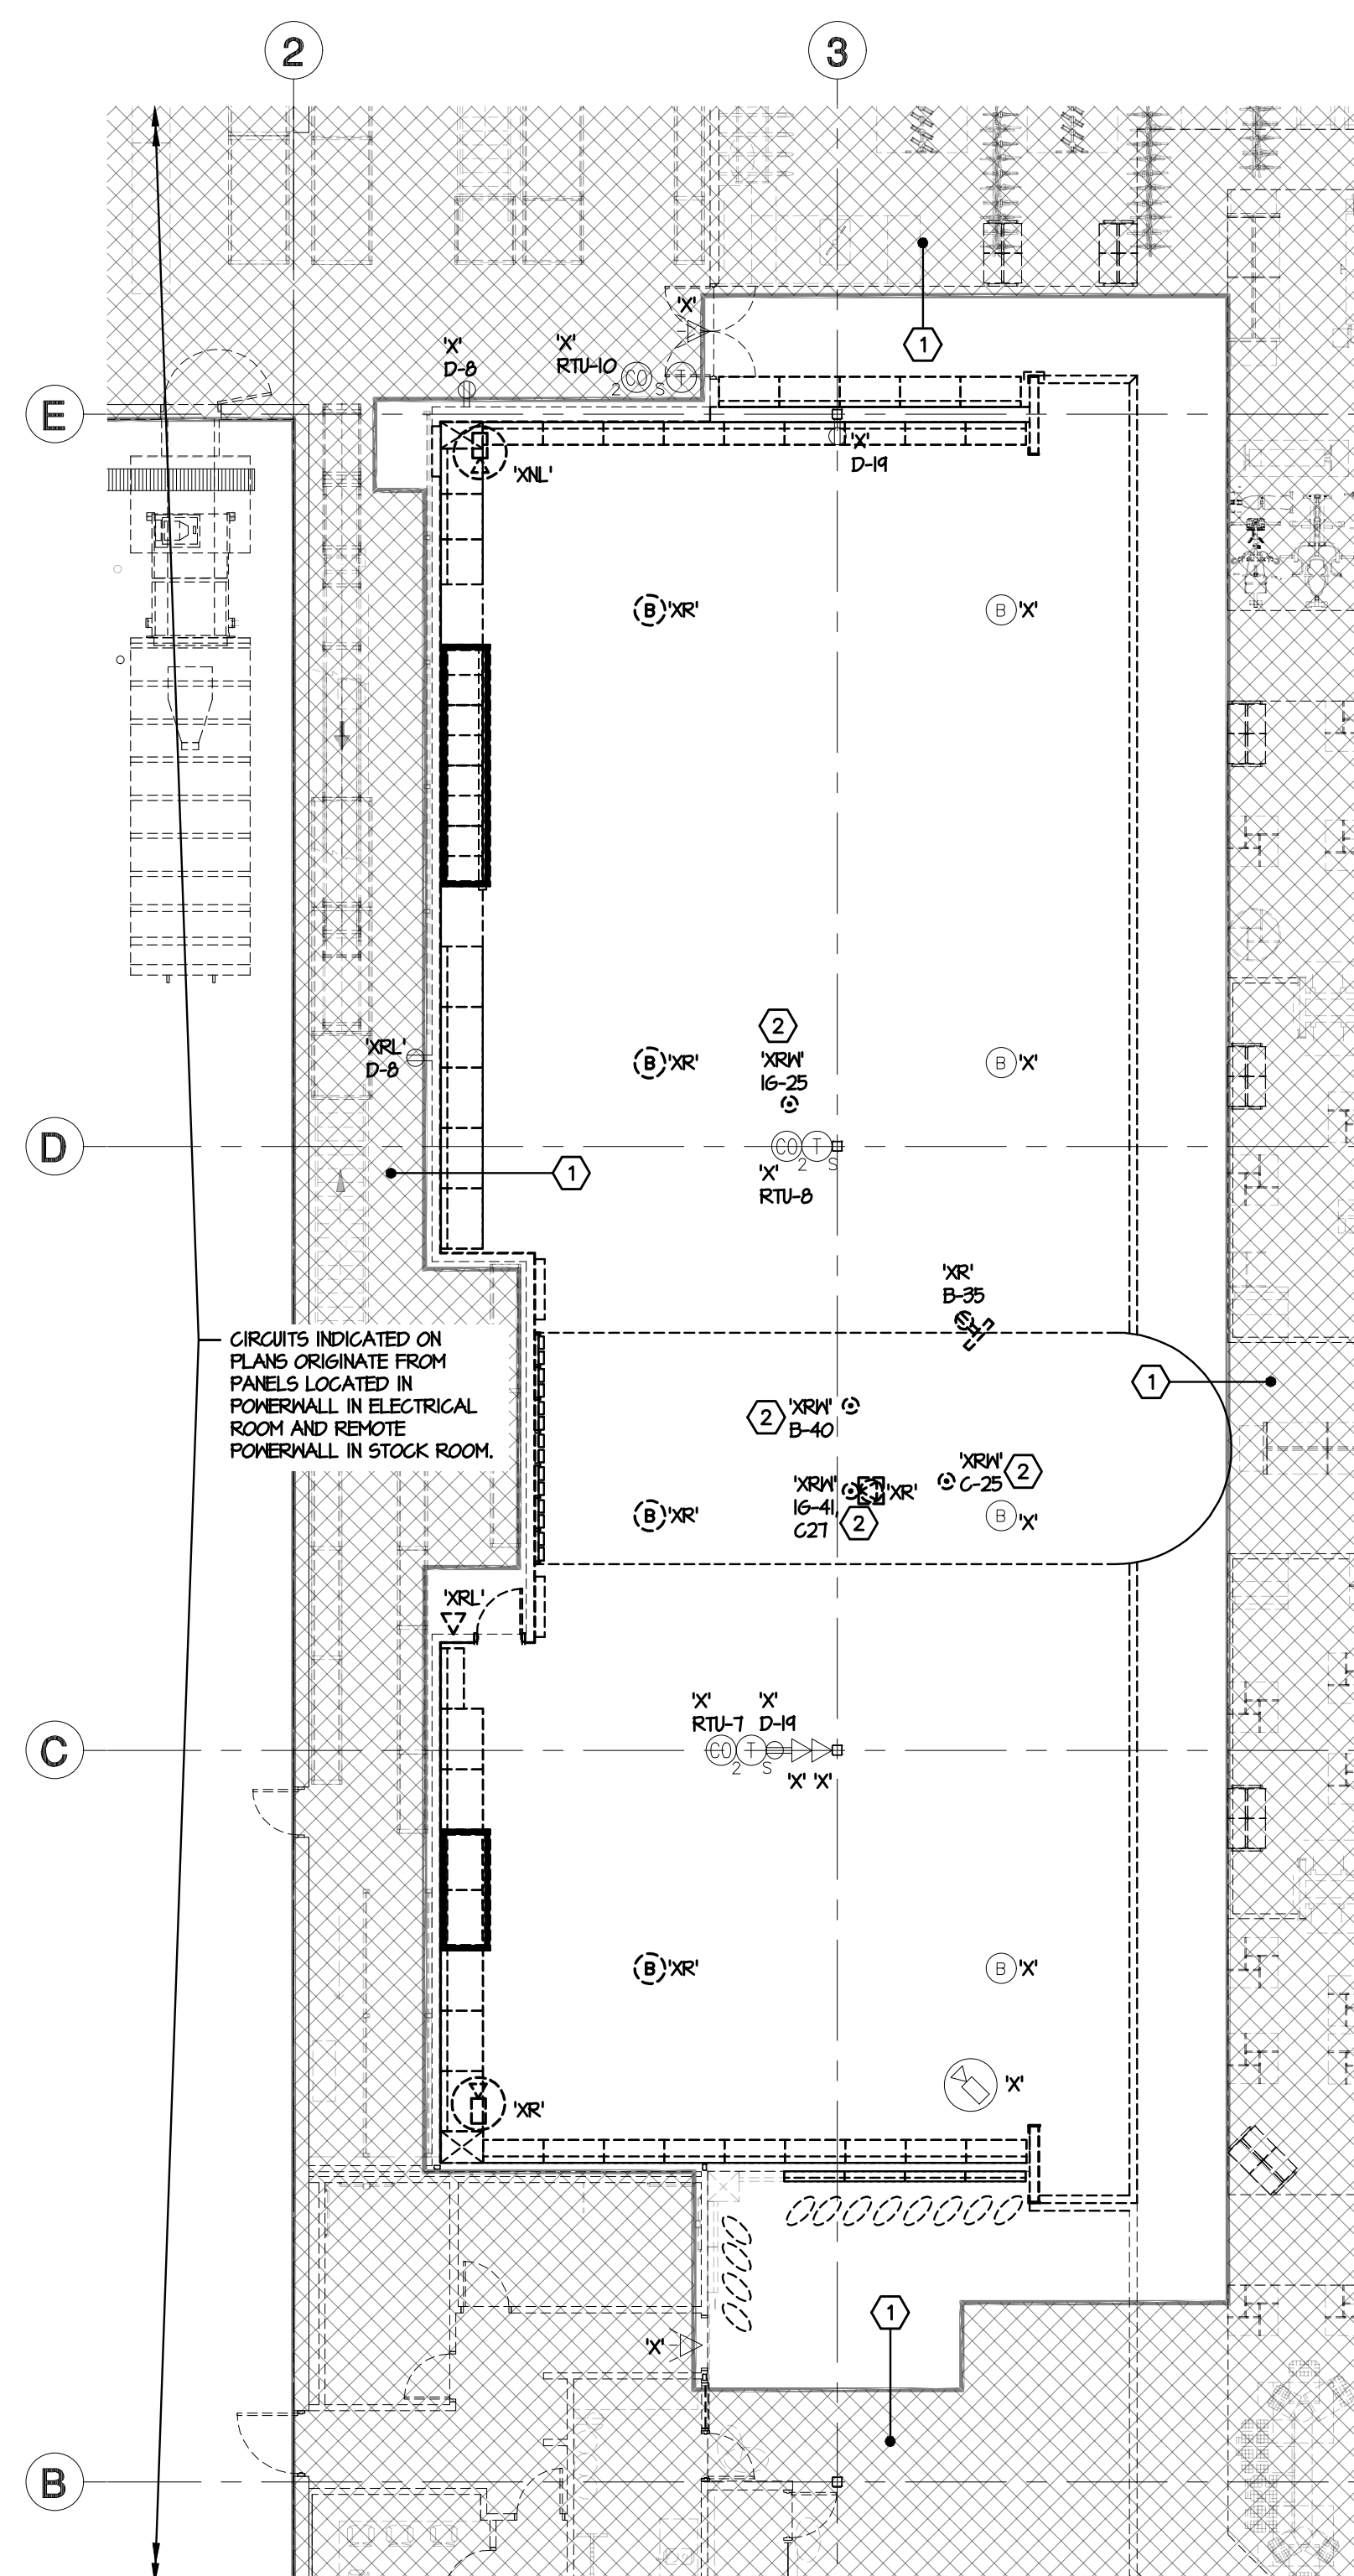 2
3
1
'X'
'X'
D-8
'X'
RTU-10
CO
2
T
S
E
'XNL'
'X'
D-19
B
'XR'
B
'X'
2
'XRL'
D-8
B
'XR'
'XRW'
IG-25
B
'X'
D
CO
2
T
S
1
'X'
RTU-8
'XR'
B-35
CIRCUITS INDICATED ON
PLANS ORIGINATE FROM
PANELS LOCATED IN
POWERWALL IN ELECTRICAL
ROOM AND REMOTE
POWERWALL IN STOCK ROOM.
1
2
'XRW'
B-40
'XRW'
C-25
2
'XRW'
IG-41,
C27
'XR'
2
B
'XR'
B
'X'
'XRL'
'X'
RTU-7
'X'
D-19
C
CO
2
T
S
'X' 'X'
B
'XR'
B
'X'
'X'
'XR'
1
'X'
B